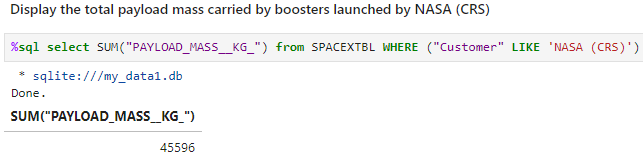 Display the total payload mass carried by boosters launched by NASA (CRS)
%sql select SUM("PAYLOAD_MASS__KG_") from SPACEXTBL WHERE ("Customer" LIKE 'NASA (CRS)')
* sqlite:///my_data1.db
Done.
SUM("PAYLOAD_MASS__KG_")
45596